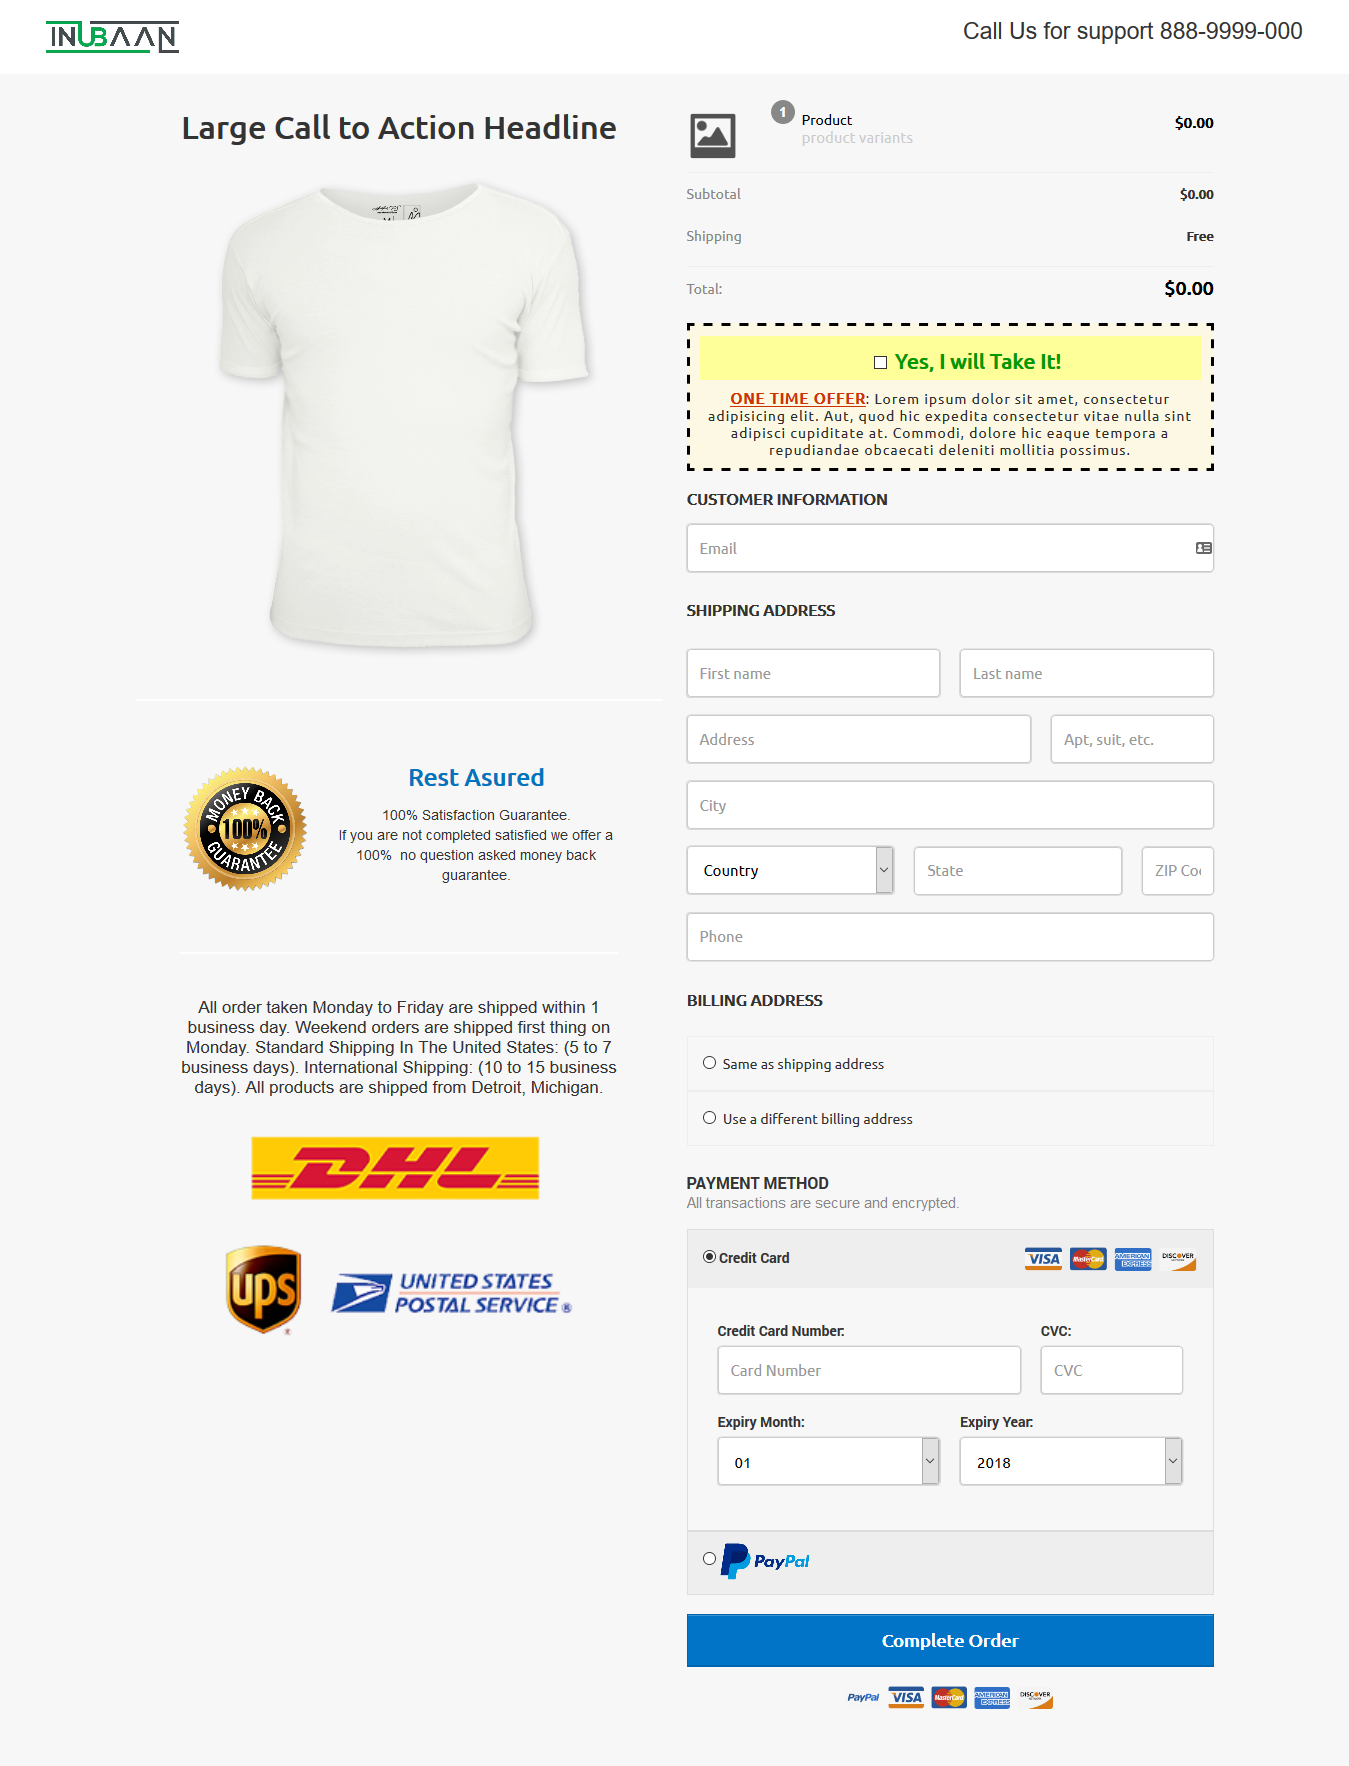 INUBAAN
Call Us for support 888-9999-000
Large Call to Action Headline
MONEY BACK
100%
GUARANTEE
Rest Asured
100% Satisfaction Guarantee.
If you are not completed satisfied we offer a
100%  no question asked money back
guarantee.
All order taken Monday to Friday are shipped within 1
business day. Weekend orders are shipped first thing on
Monday. Standard Shipping In The United States: (5 to 7
business days). International Shipping: (10 to 15 business
days). All products are shipped from Detroit, Michigan.
DHL
ups
UNITED STATES
POSTAL SERVICE ®
1
Product
$0.00
product variants
Subtotal
$0.00
Shipping
Free
Total:
$0.00
Yes, I will Take It!
ONE TIME OFFER: Lorem ipsum dolor sit amet, consectetur
adipisicing elit. Aut, quod hic expedita consectetur vitae nulla sint
adipisci cupiditate at. Commodi, dolore hic eaque tempora a
repudiandae obcaecati deleniti mollitia possimus.
CUSTOMER INFORMATION
Email
SHIPPING ADDRESS
First name
Last name
Address
Apt, suit, etc.
City
Country
State
ZIP Co
Phone
BILLING ADDRESS
Same as shipping address
Use a different billing address
PAYMENT METHOD
All transactions are secure and encrypted.
Credit Card
VISA
MasterCard
AMERICAN EXPRESS
DISCOVER
Credit Card Number:
CVC:
Card Number
CVC
Expiry Month:
Expiry Year:
01
2018
PayPal
Complete Order
PayPal
VISA
MasterCard
AMERICAN EXPRESS
DISCOVER